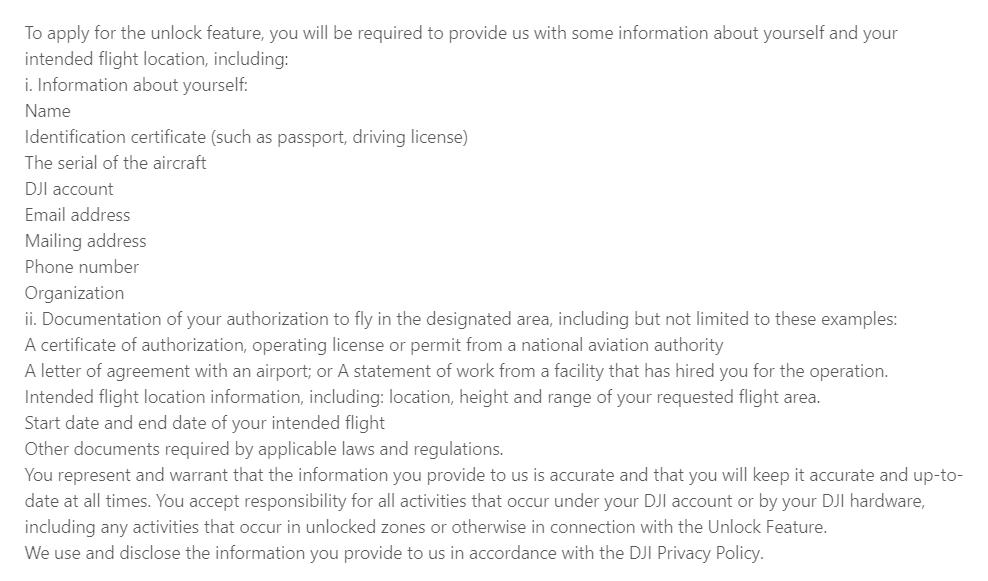 To apply for the unlock feature, you will be required to provide us with some information about yourself and your
intended flight location, including:
i. Information about yourself:
Name
Identification certificate (such as passport, driving license)
The serial of the aircraft
DJI account
Email address
Mailing address
Phone number
Organization
ii. Documentation of your authorization to fly in the designated area, including but not limited to these examples:
A certificate of authorization, operating license or permit from a national aviation authority
A letter of agreement with an airport; or A statement of work from a facility that has hired you for the operation.
Intended flight location information, including: location, height and range of your requested flight area.
Start date and end date of your intended flight
Other documents required by applicable laws and regulations.
You represent and warrant that the information you provide to us is accurate and that you will keep it accurate and up-to-
date at all times. You accept responsibility for all activities that occur under your DJI account or by your DJI hardware,
including any activities that occur in unlocked zones or otherwise in connection with the Unlock Feature.
We use and disclose the information you provide to us in accordance with the DJI Privacy Policy.